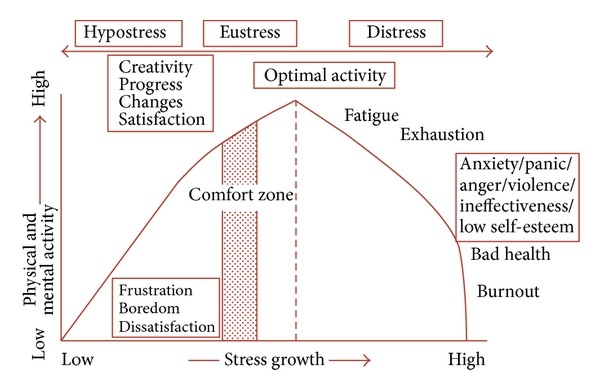 Hypostress
Eustress
Distress
Creativity
Progress
Changes
Satisfaction
Optimal activity
Fatigue
Exhaustion
Anxiety/panic/
anger/violence/
ineffectiveness/
low self-esteem
Bad health
Burnout
Comfort zone
Frustration
Boredom
Dissatisfaction
High
Physical and
mental activity
Low
Low
Stress growth
High